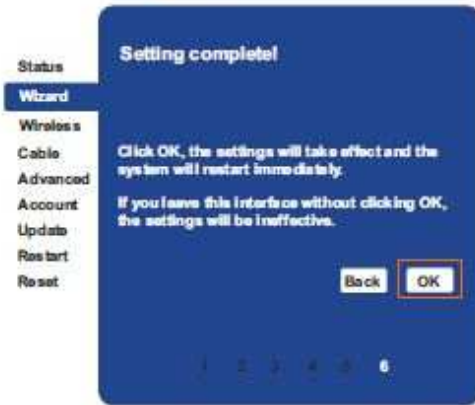 Setting complete!
Status
Wizard
Wireless
Cable
Advanced
Account
Update
Restart
Reset
Click OK, the settings will take effect and the
system will restart immediately.
If you leave this interface without clicking OK,
the settings will be ineffective.
Back OK
1 2 3 4 5 6